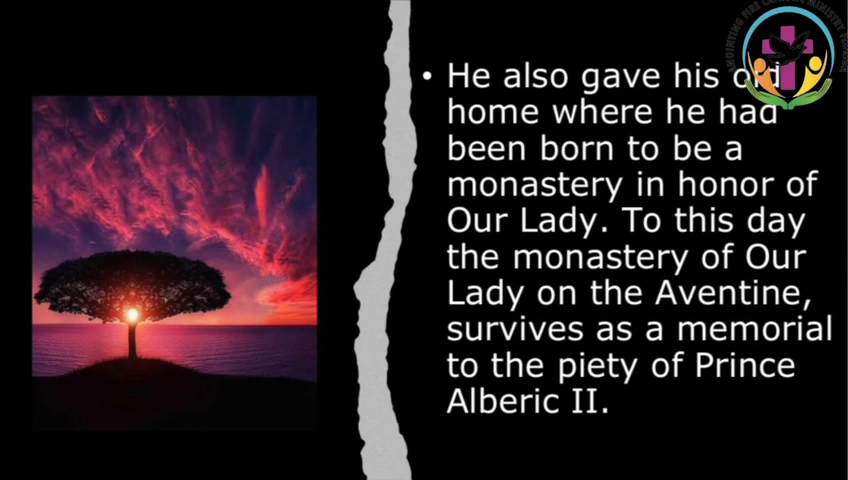 • He also gave his old
home where he had
been born to be a
monastery in honor of
Our Lady. To this day
the monastery of Our
Lady on the Aventine,
survives as a memorial
to the piety of Prince
Alberic II.